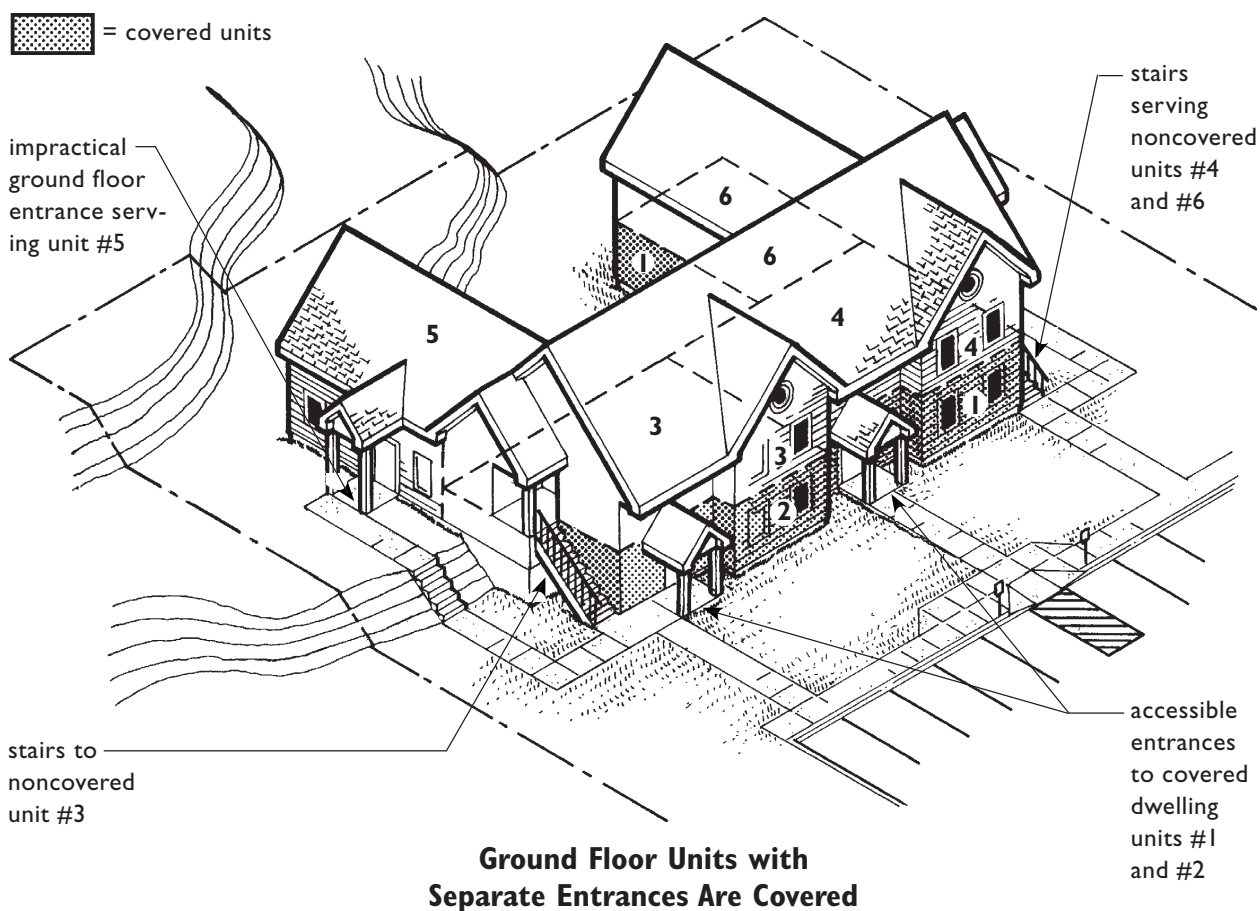 = covered units
impractical
ground floor
entrance serv-
ing unit #5
stairs
serving
noncovered
units #4
and #6
6
1
6
5
4
4
1
3
3
2
stairs to
noncovered
unit #3
accessible
entrances
to covered
dwelling
units #1
and #2
Ground Floor Units with
Separate Entrances Are Covered